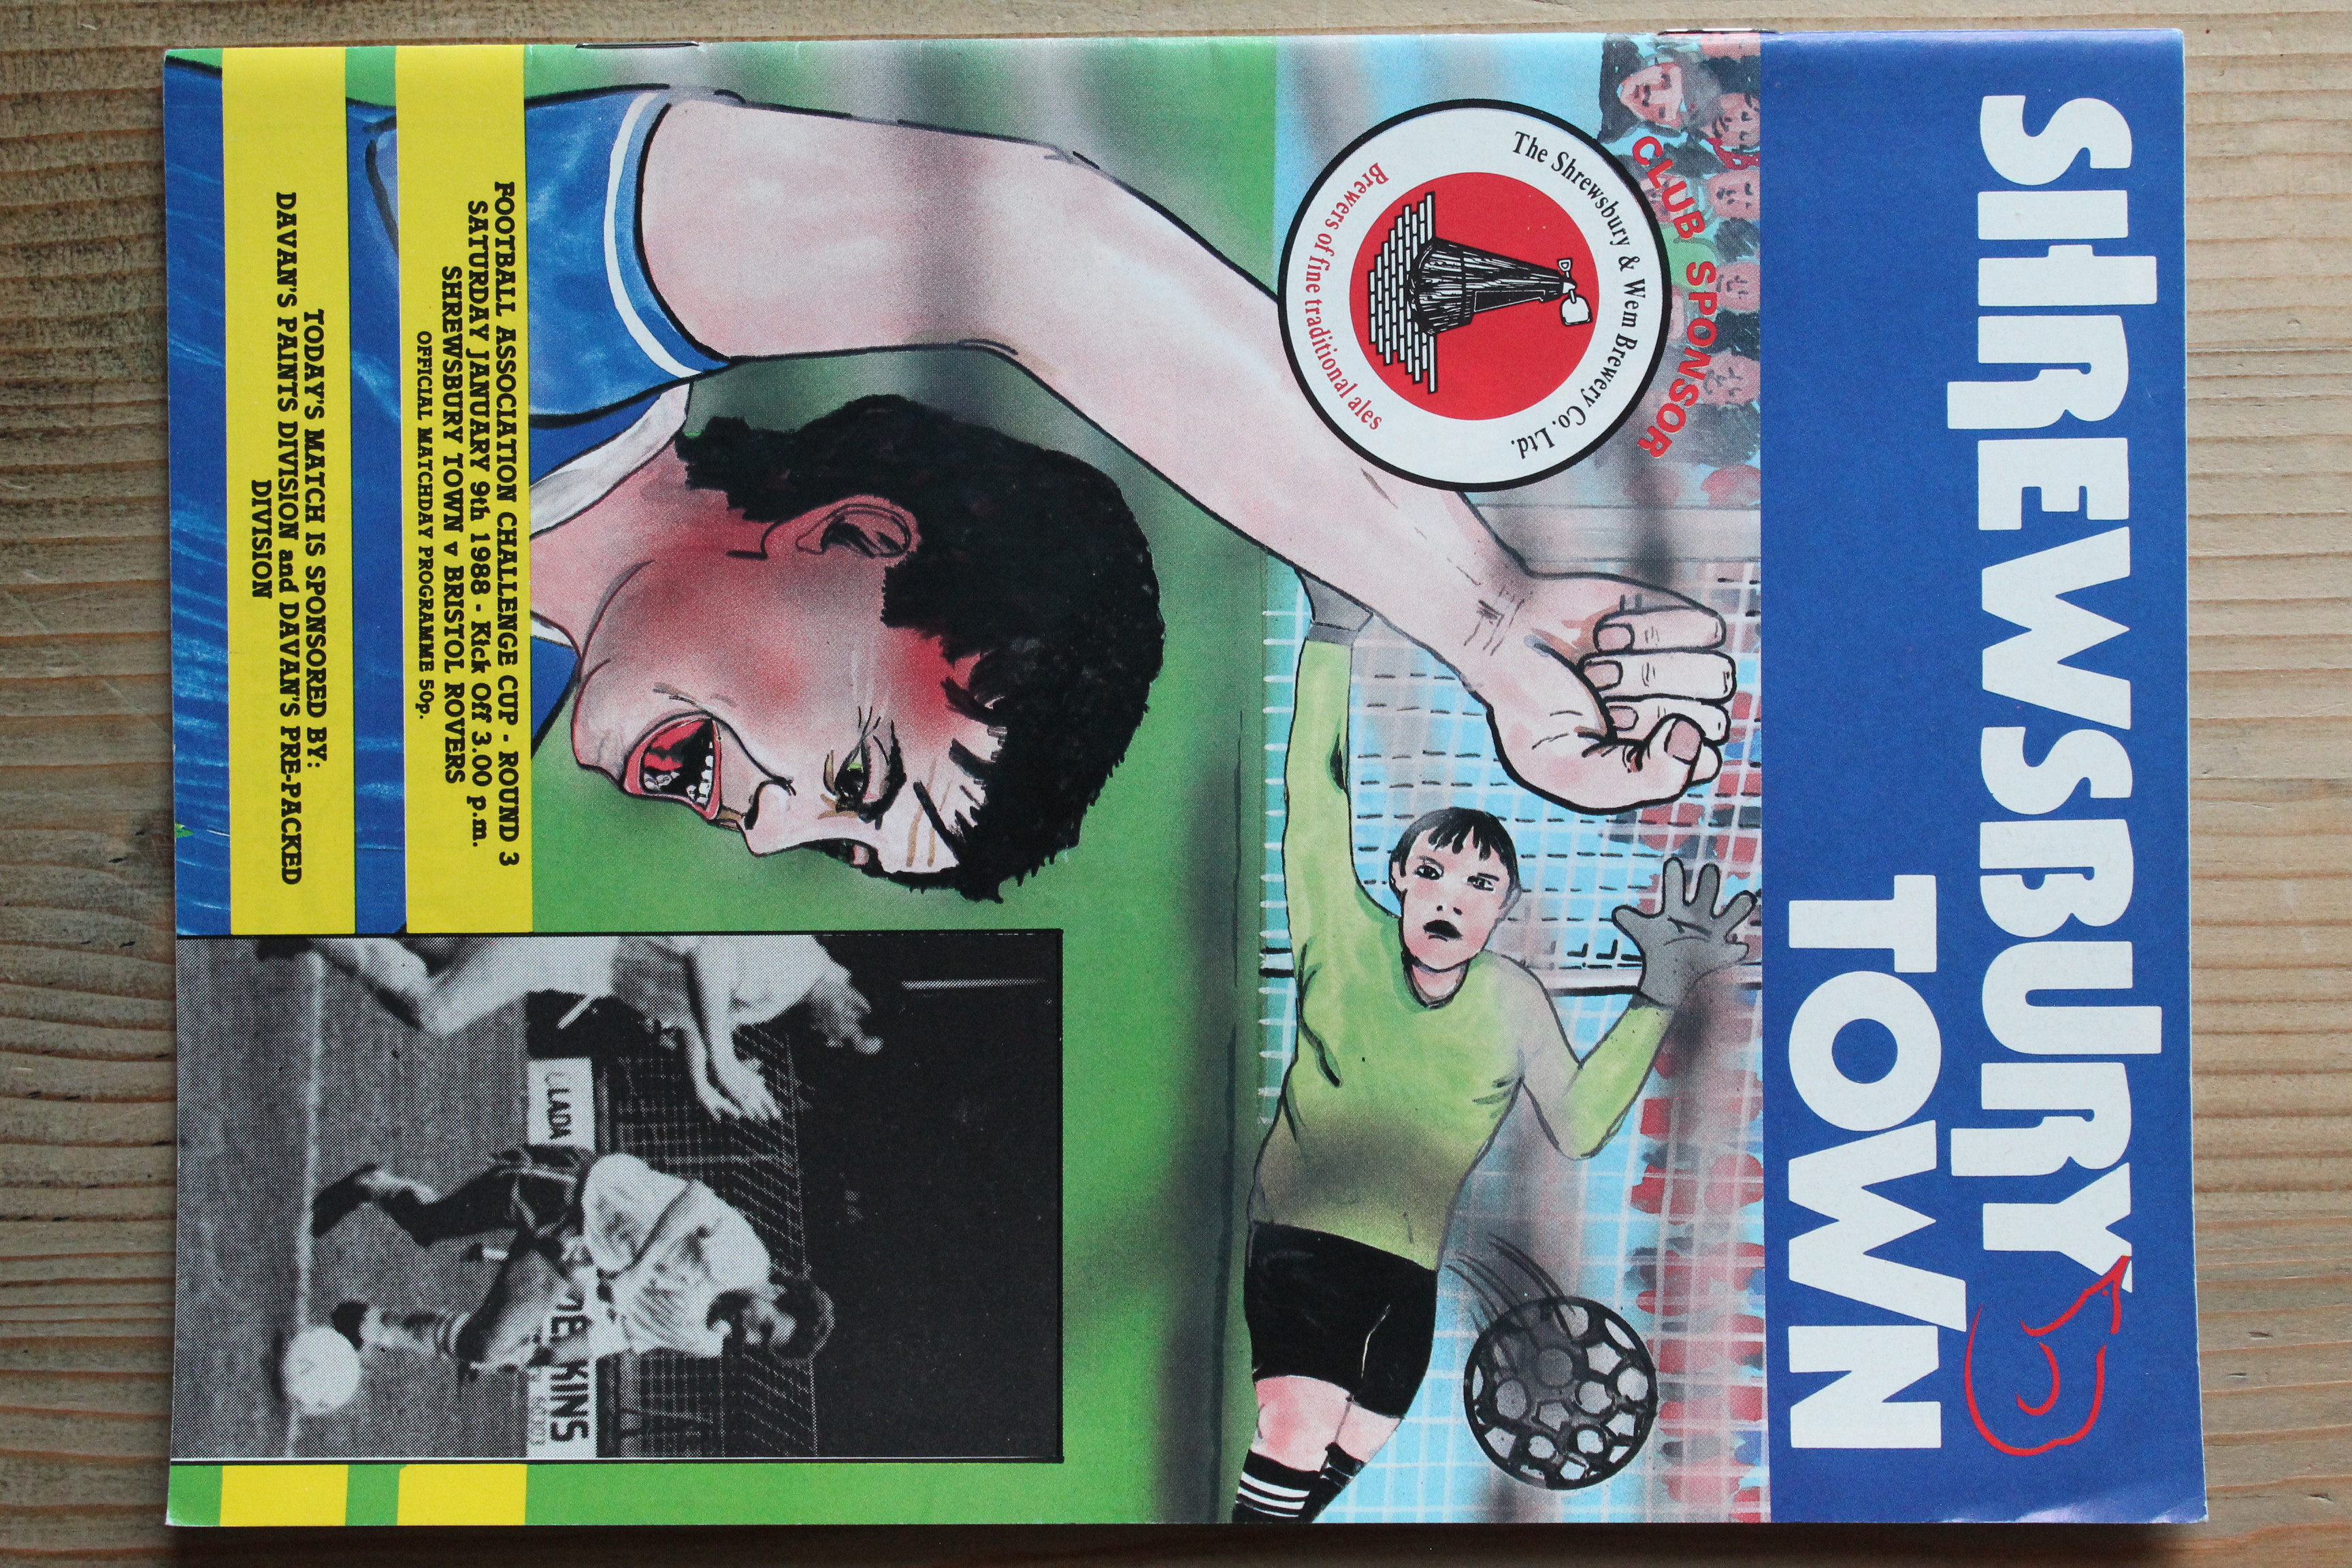 SHREWSBURY
TOWN
CLUB SPONSOR
The Shrewsbury & Wem Brewery Co. Ltd.
Brewers of fine traditional ales
FOOTBALL ASSOCIATION CHALLENGE CUP - ROUND 3
SATURDAY JANUARY 9th 1988 - Kick Off 3.00 p.m.
SHREWSBURY TOWN v BRISTOL ROVERS
OFFICIAL MATCHDAY PROGRAMME 50p.
TODAY'S MATCH IS SPONSORED BY:
DAVAN'S PAINTS DIVISION and DAVAN'S PRE-PACKED
DIVISION
LADA
KINS